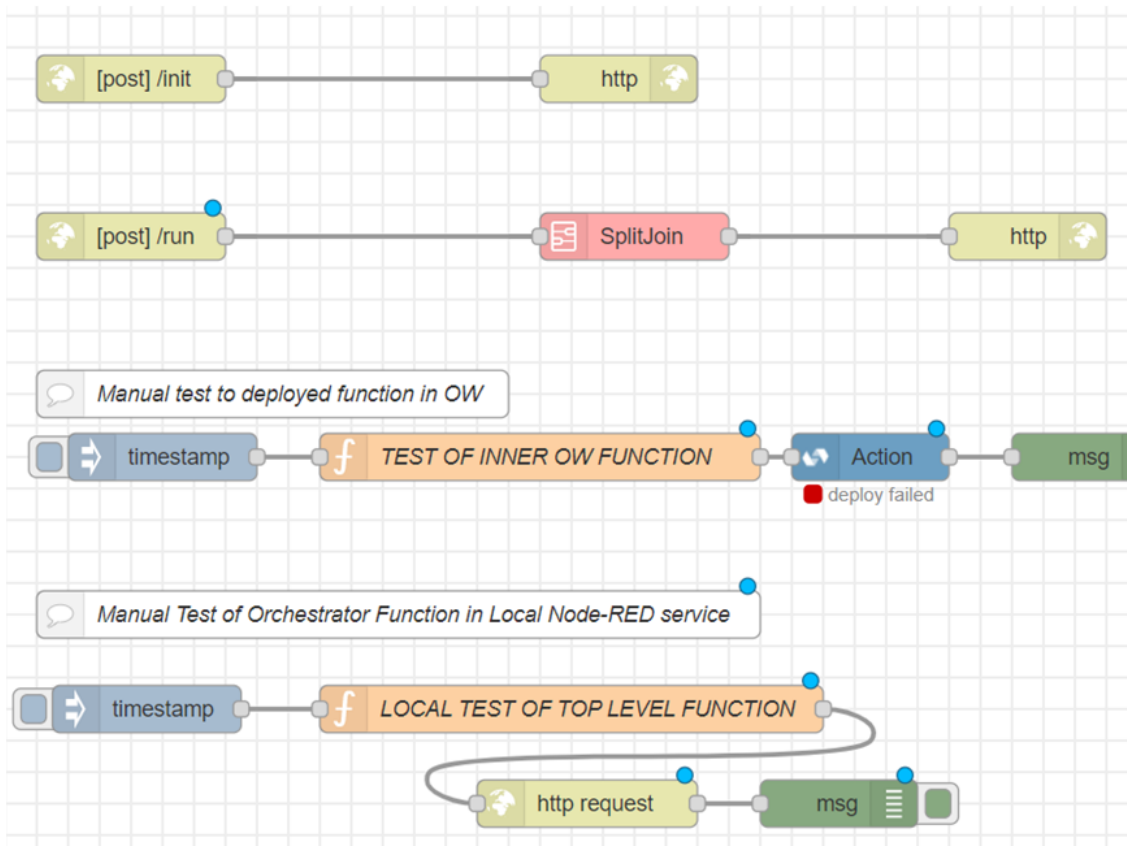 [post] /init
http
[post] /run
SplitJoin
http
Manual test to deployed function in OW
timestamp
TEST OF INNER OW FUNCTION
Action
msg
deploy failed
Manual Test of Orchestrator Function in Local Node-RED service
timestamp
LOCAL TEST OF TOP LEVEL FUNCTION
http request
msg